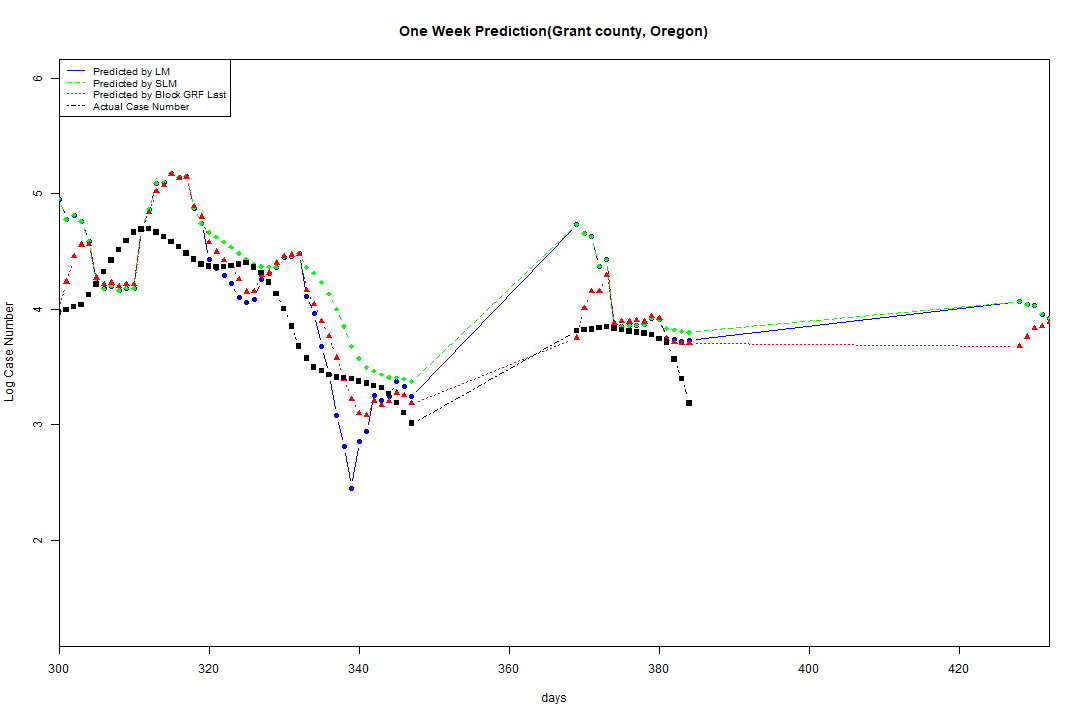 One Week Prediction(Grant county, Oregon)
Predicted by LM
Predicted by SLM
Predicted by Block GRF Last
Actual Case Number
6
5
4
3
2
Log Case Number
300 320 340 360 380 400 420
days